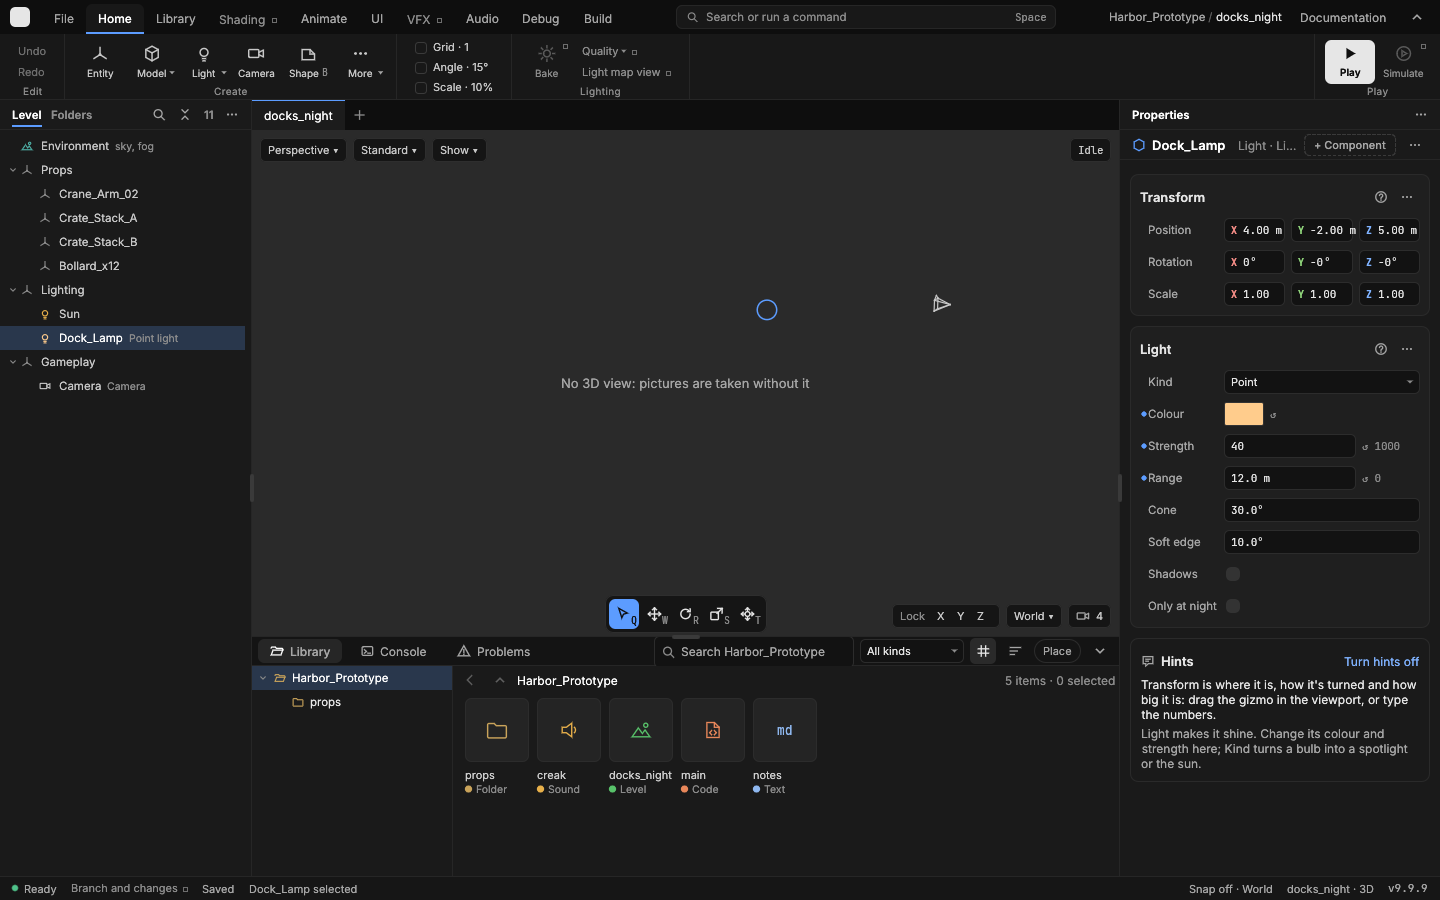 File
Home
Library
Shading
Animate
UI
VFX
Audio
Debug
Build
Search or run a command
Space
Harbor_Prototype / docks_night
Documentation
Undo
Redo
Edit
Entity
Model
Light
Camera
Shape B
More
Create
Grid · 1
Angle · 15°
Scale · 10%
Bake
Quality
Light map view
Lighting
Play
Simulate
Play
Level
Folders
11
docks_night
Properties
Environment sky, fog
Props
Crane_Arm_02
Crate_Stack_A
Crate_Stack_B
Bollard_x12
Lighting
Sun
Dock_Lamp Point light
Gameplay
Camera Camera
Perspective
Standard
Show
Idle
No 3D view: pictures are taken without it
Q
W
R
S
T
Lock X Y Z
World
4
Dock_Lamp Light · Li...
+ Component
Transform
Position X 4.00 m Y -2.00 m Z 5.00 m
Rotation X 0° Y -0° Z -0°
Scale X 1.00 Y 1.00 Z 1.00
Light
Kind Point
Colour
Strength 40 1000
Range 12.0 m 0
Cone 30.0°
Soft edge 10.0°
Shadows
Only at night
Hints
Turn hints off
Transform is where it is, how it's turned and how
big it is: drag the gizmo in the viewport, or type
the numbers.
Light makes it shine. Change its colour and
strength here; Kind turns a bulb into a spotlight
or the sun.
Library
Console
Problems
Search Harbor_Prototype
All kinds
Place
Harbor_Prototype
props
Harbor_Prototype
5 items · 0 selected
md
props
Folder
creak
Sound
docks_night
Level
main
Code
notes
Text
Ready
Branch and changes
Saved
Dock_Lamp selected
Snap off · World
docks_night · 3D
v9.9.9